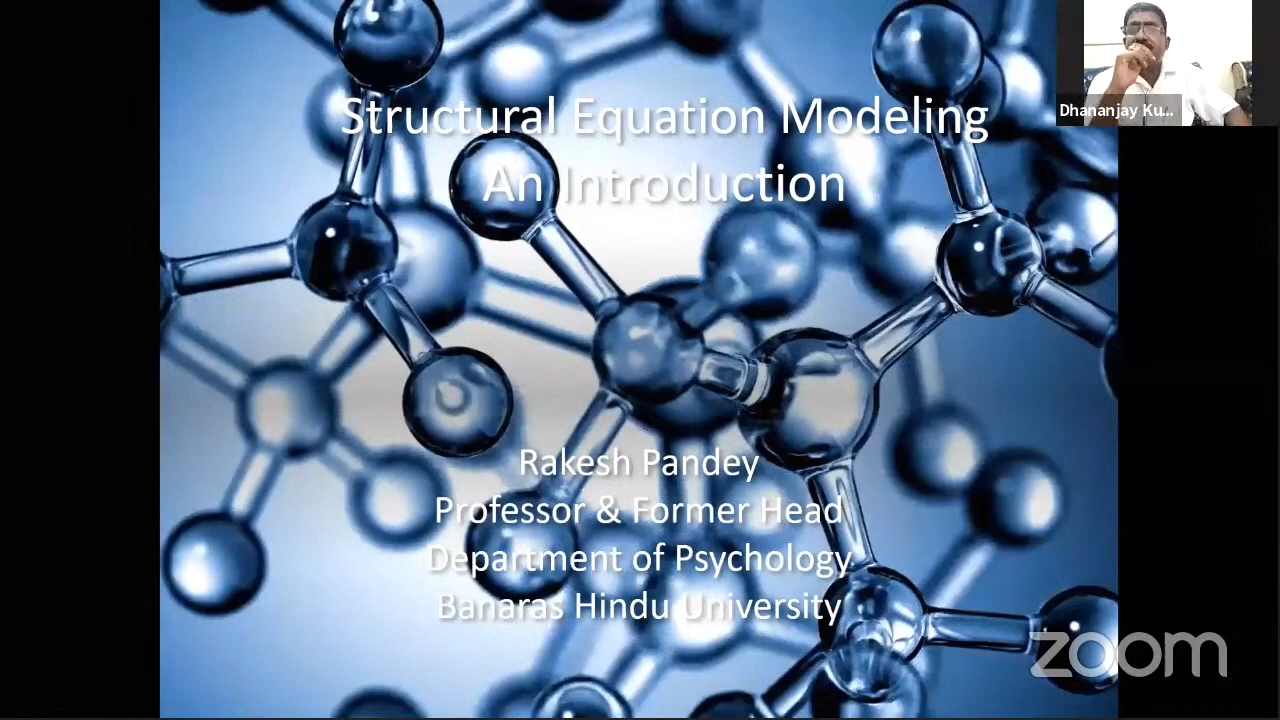 Structural Equation Modeling
An Introduction
Dhananjay Ku...
Rakesh Pandey
Professor & Former Head
Department of Psychology
Banaras Hindu University
zoom